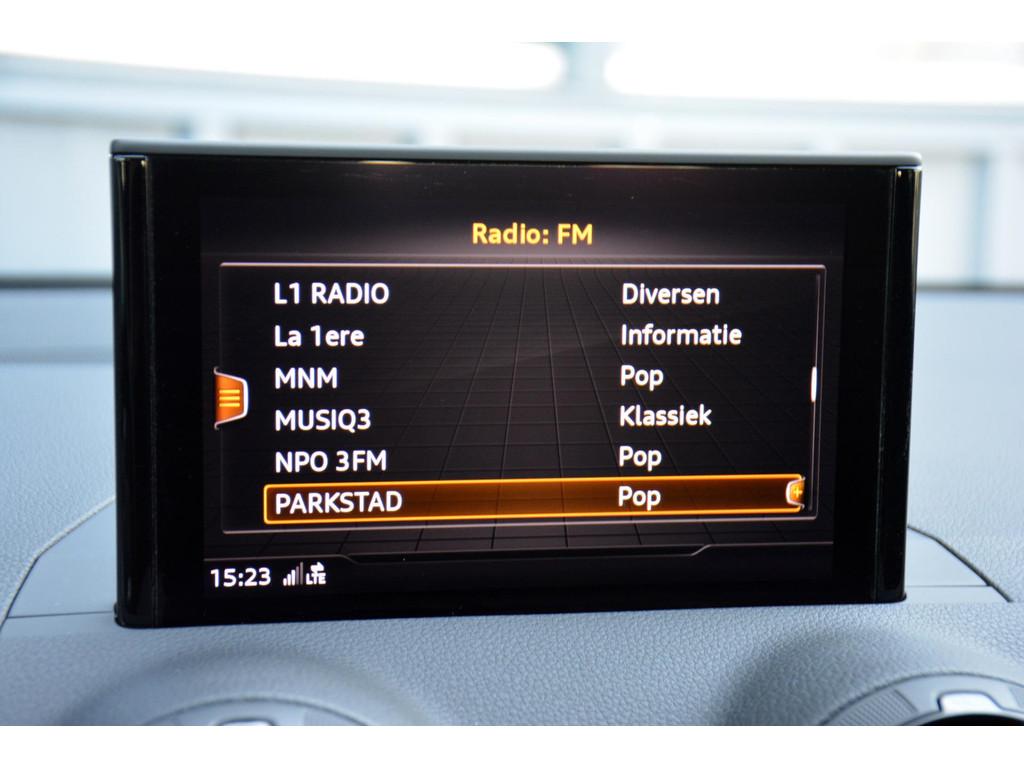 Radio: FM
L1 RADIO Diversen
La 1ere Informatie
MNM Pop
MUSIQ3 Klassiek
NPO 3FM Pop
PARKSTAD Pop
15:23 LTE